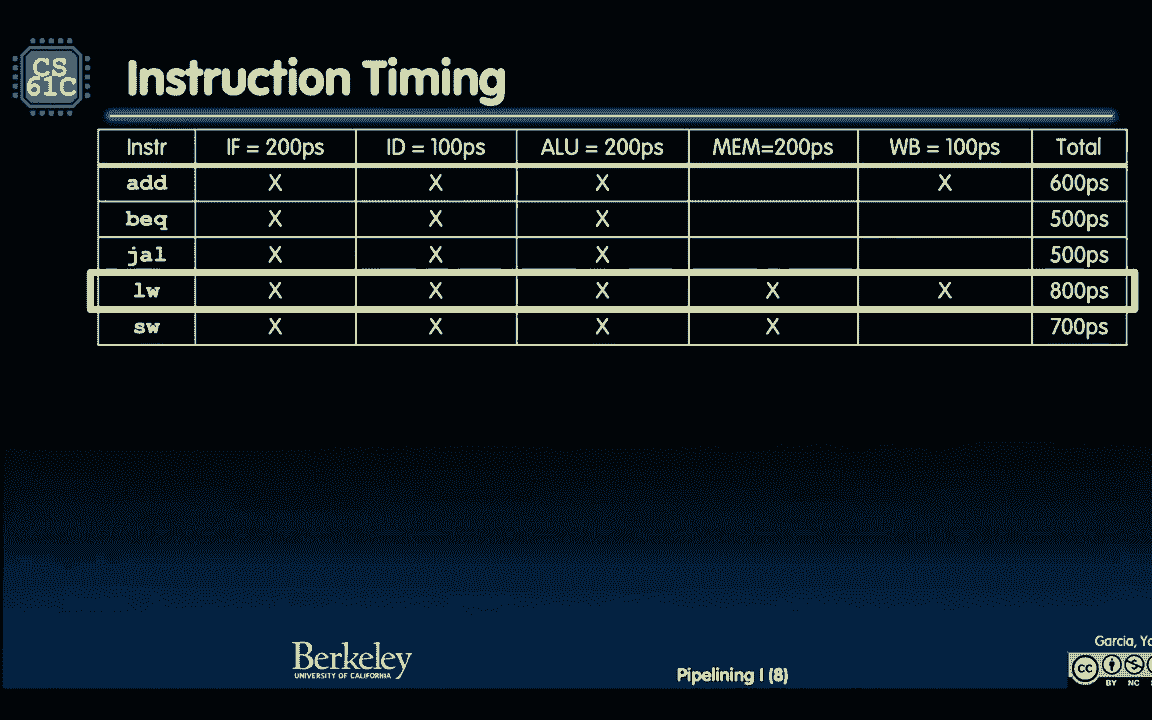 CS
61C
Instruction Timing
Instr IF = 200ps ID = 100ps ALU = 200ps MEM=200ps WB = 100ps Total
add X X X X 600ps
beq X X X 500ps
jal X X X 500ps
lw X X X X X 800ps
sw X X X X 700ps
Berkeley
UNIVERSITY OF CALIFORNIA
Pipelining I (8)
Garcia,
cc
BY NC